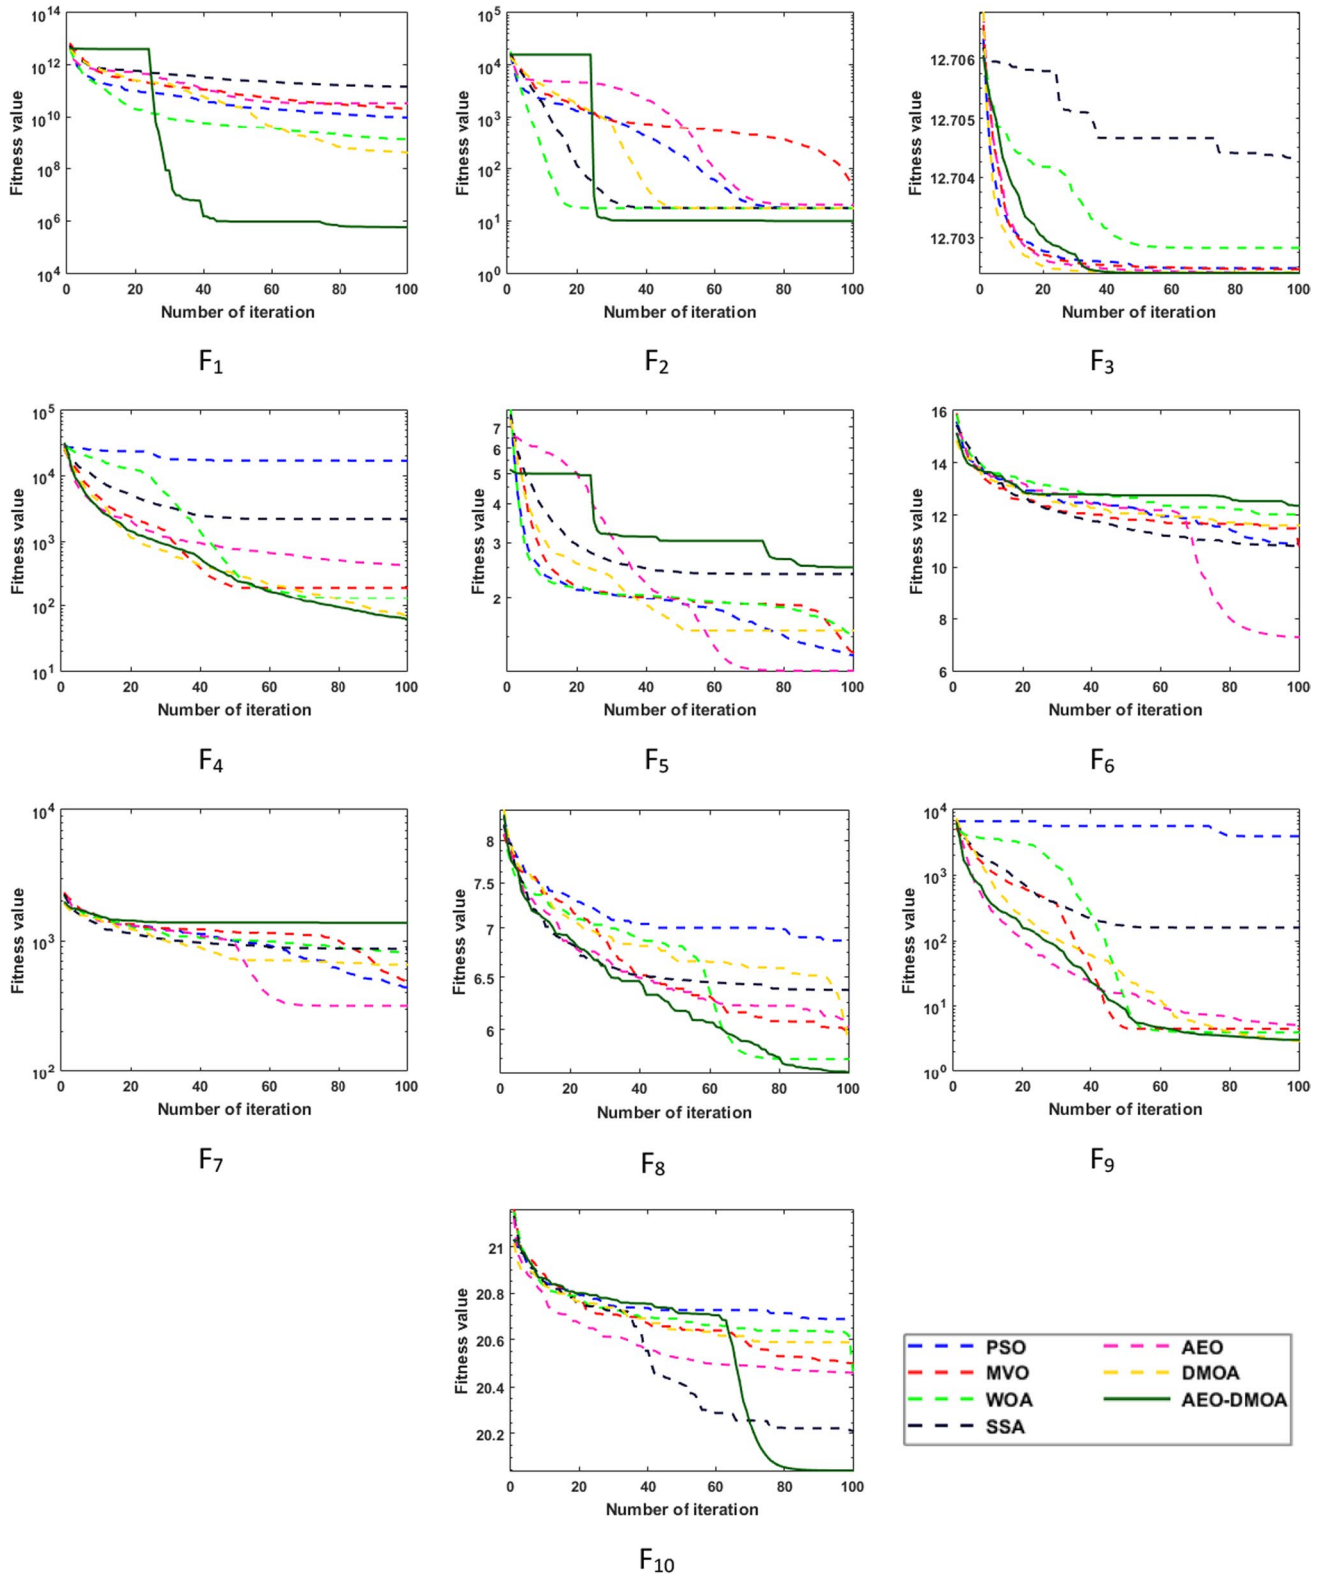 Fitness value
10^14
10^12
10^10
10^8
10^6
10^4
0 20 40 60 80 100
Number of iteration
F1
Fitness value
10^5
10^4
10^3
10^2
10^1
10^0
0 20 40 60 80 100
Number of iteration
F2
Fitness value
12.706
12.705
12.704
12.703
0 20 40 60 80 100
Number of iteration
F3
Fitness value
10^5
10^4
10^3
10^2
10^1
0 20 40 60 80 100
Number of iteration
F4
Fitness value
7
6
5
4
3
2
0 20 40 60 80 100
Number of iteration
F5
Fitness value
16
14
12
10
8
6
0 20 40 60 80 100
Number of iteration
F6
Fitness value
10^4
10^3
10^2
0 20 40 60 80 100
Number of iteration
F7
Fitness value
8
7.5
7
6.5
6
0 20 40 60 80 100
Number of iteration
F8
Fitness value
10^4
10^3
10^2
10^1
10^0
0 20 40 60 80 100
Number of iteration
F9
Fitness value
21
20.8
20.6
20.4
20.2
0 20 40 60 80 100
Number of iteration
F10
PSO
MVO
WOA
SSA
AEO
DMOA
AEO-DMOA